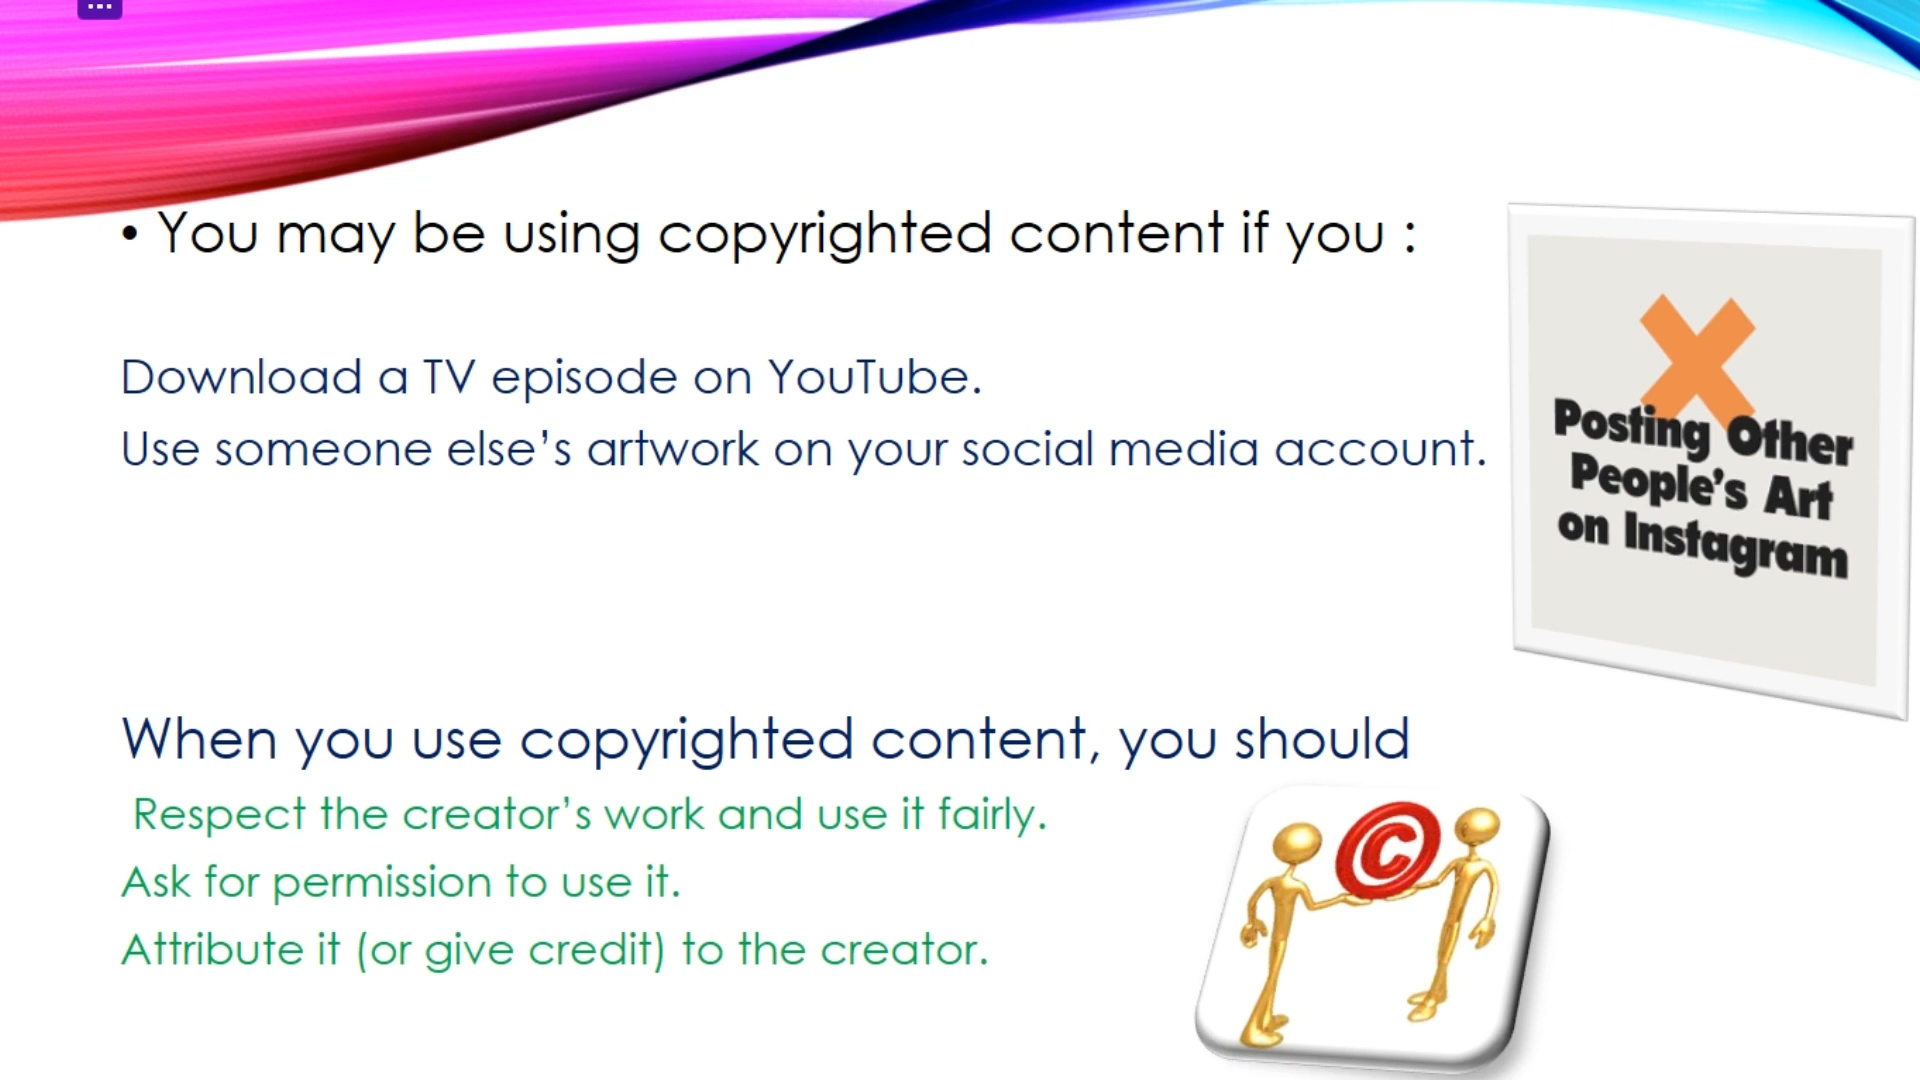 • You may be using copyrighted content if you :
Download a TV episode on YouTube.
Use someone else’s artwork on your social media account.
Posting Other
People’s Art
on Instagram
When you use copyrighted content, you should
Respect the creator’s work and use it fairly.
Ask for permission to use it.
Attribute it (or give credit) to the creator.
©